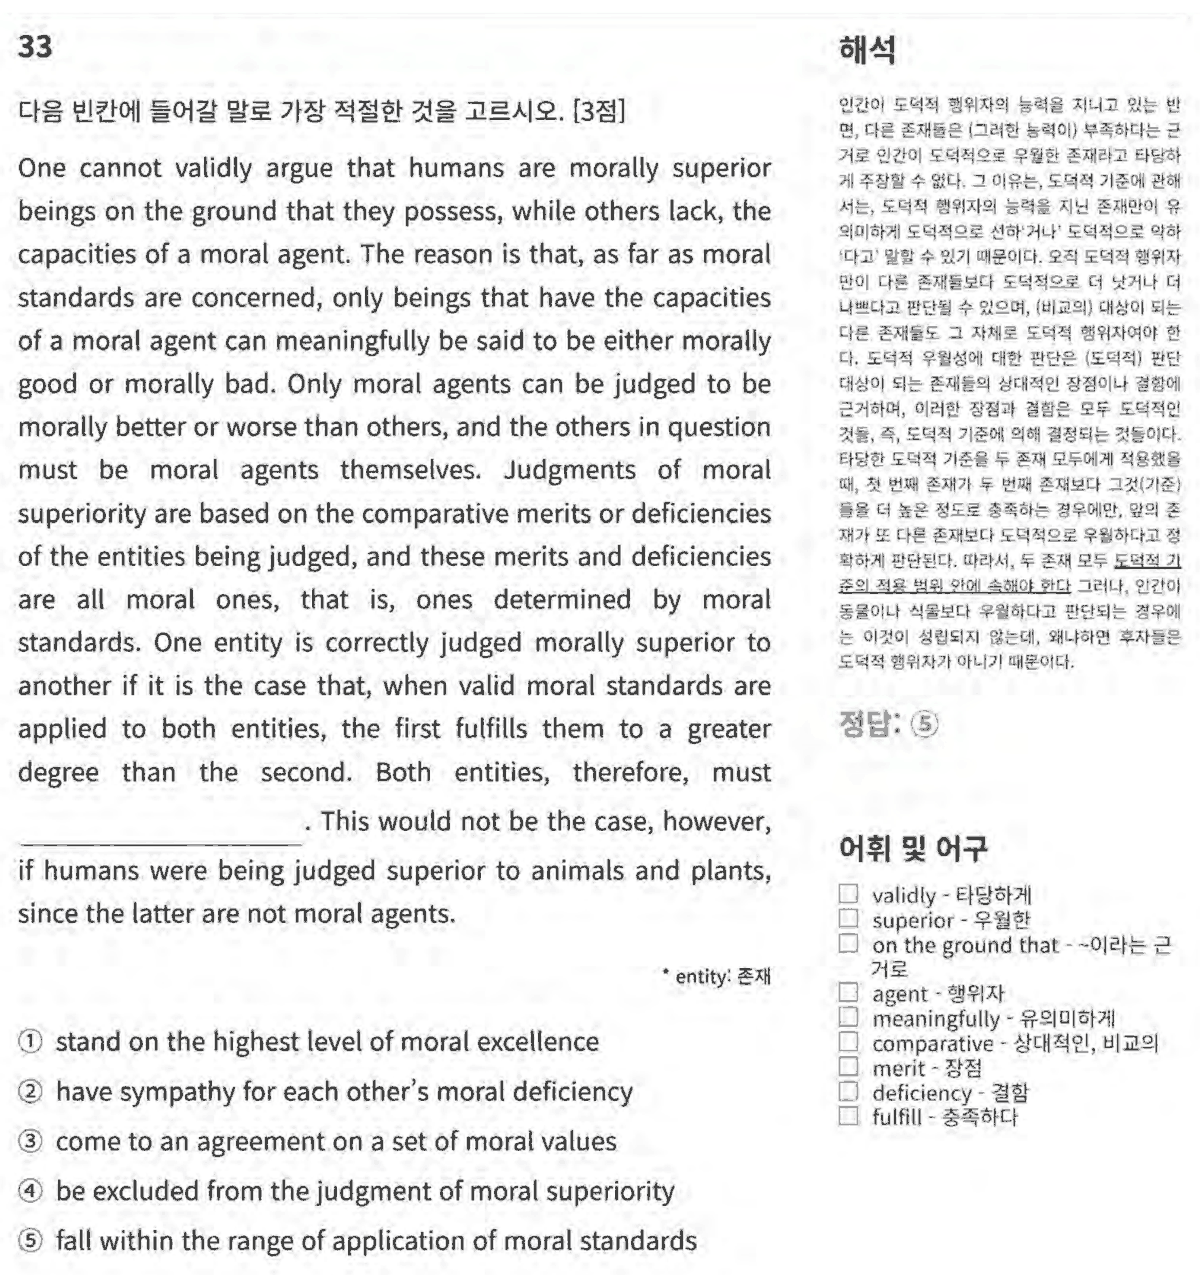 33
다음 빈칸에 들어갈 말로 가장 적절한 것을 고르시오. [3점]
One cannot validly argue that humans are morally superior
beings on the ground that they possess, while others lack, the
capacities of a moral agent. The reason is that, as far as moral
standards are concerned, only beings that have the capacities
of a moral agent can meaningfully be said to be either morally
good or morally bad. Only moral agents can be judged to be
morally better or worse than others, and the others in question
must be moral agents themselves. Judgments of moral
superiority are based on the comparative merits or deficiencies
of the entities being judged, and these merits and deficiencies
are all moral ones, that is, ones determined by moral
standards. One entity is correctly judged morally superior to
another if it is the case that, when valid moral standards are
applied to both entities, the first fulfills them to a greater
degree than the second. Both entities, therefore, must
. This would not be the case, however,
if humans were being judged superior to animals and plants,
since the latter are not moral agents.
* entity: 존재
① stand on the highest level of moral excellence
② have sympathy for each other's moral deficiency
③ come to an agreement on a set of moral values
④ be excluded from the judgment of moral superiority
⑤ fall within the range of application of moral standards
해석
인간이 도덕적 행위자의 능력을 지니고 있는 반
면, 다른 존재들은 (그러한 능력이) 부족하다는 근
거로 인간이 도덕적으로 우월한 존재라고 타당하
게 주장할 수 없다. 그 이유는, 도덕적 기준에 관해
서는, 도덕적 행위자의 능력을 지닌 존재만이 유
의미하게 도덕적으로 선하'거나' 도덕적으로 악하
'다고' 말할 수 있기 때문이다. 오직 도덕적 행위자
만이 다른 존재들보다 도덕적으로 더 낫거나 더
나쁘다고 판단될 수 있으며, (비교의) 대상이 되는
다른 존재들도 그 자체로 도덕적 행위자여야 한
다. 도덕적 우월성에 대한 판단은 (도덕적) 판단
대상이 되는 존재들의 상대적인 장점이나 결함에
근거하며, 이러한 장점과 결함은 모두 도덕적인
것들, 즉, 도덕적 기준에 의해 결정되는 것들이다.
타당한 도덕적 기준을 두 존재 모두에게 적용했을
때, 첫 번째 존재가 두 번째 존재보다 그것(기준)
들을 더 높은 정도로 충족하는 경우에만, 앞의 존
재가 또 다른 존재보다 도덕적으로 우월하다고 정
확하게 판단된다. 따라서, 두 존재 모두 도덕적 기
준의 적용 범위 안에 속해야 한다 그러나, 인간이
동물이나 식물보다 우월하다고 판단되는 경우에
는 이것이 성립되지 않는데, 왜냐하면 후자들은
도덕적 행위자가 아니기 때문이다.
정답: ⑤
어휘 및 어구
validly - 타당하게
superior - 우월한
on the ground that - ~이라는 근
거로
agent - 행위자
meaningfully - 유의미하게
comparative - 상대적인, 비교의
merit - 장점
deficiency - 결함
fulfill - 충족하다